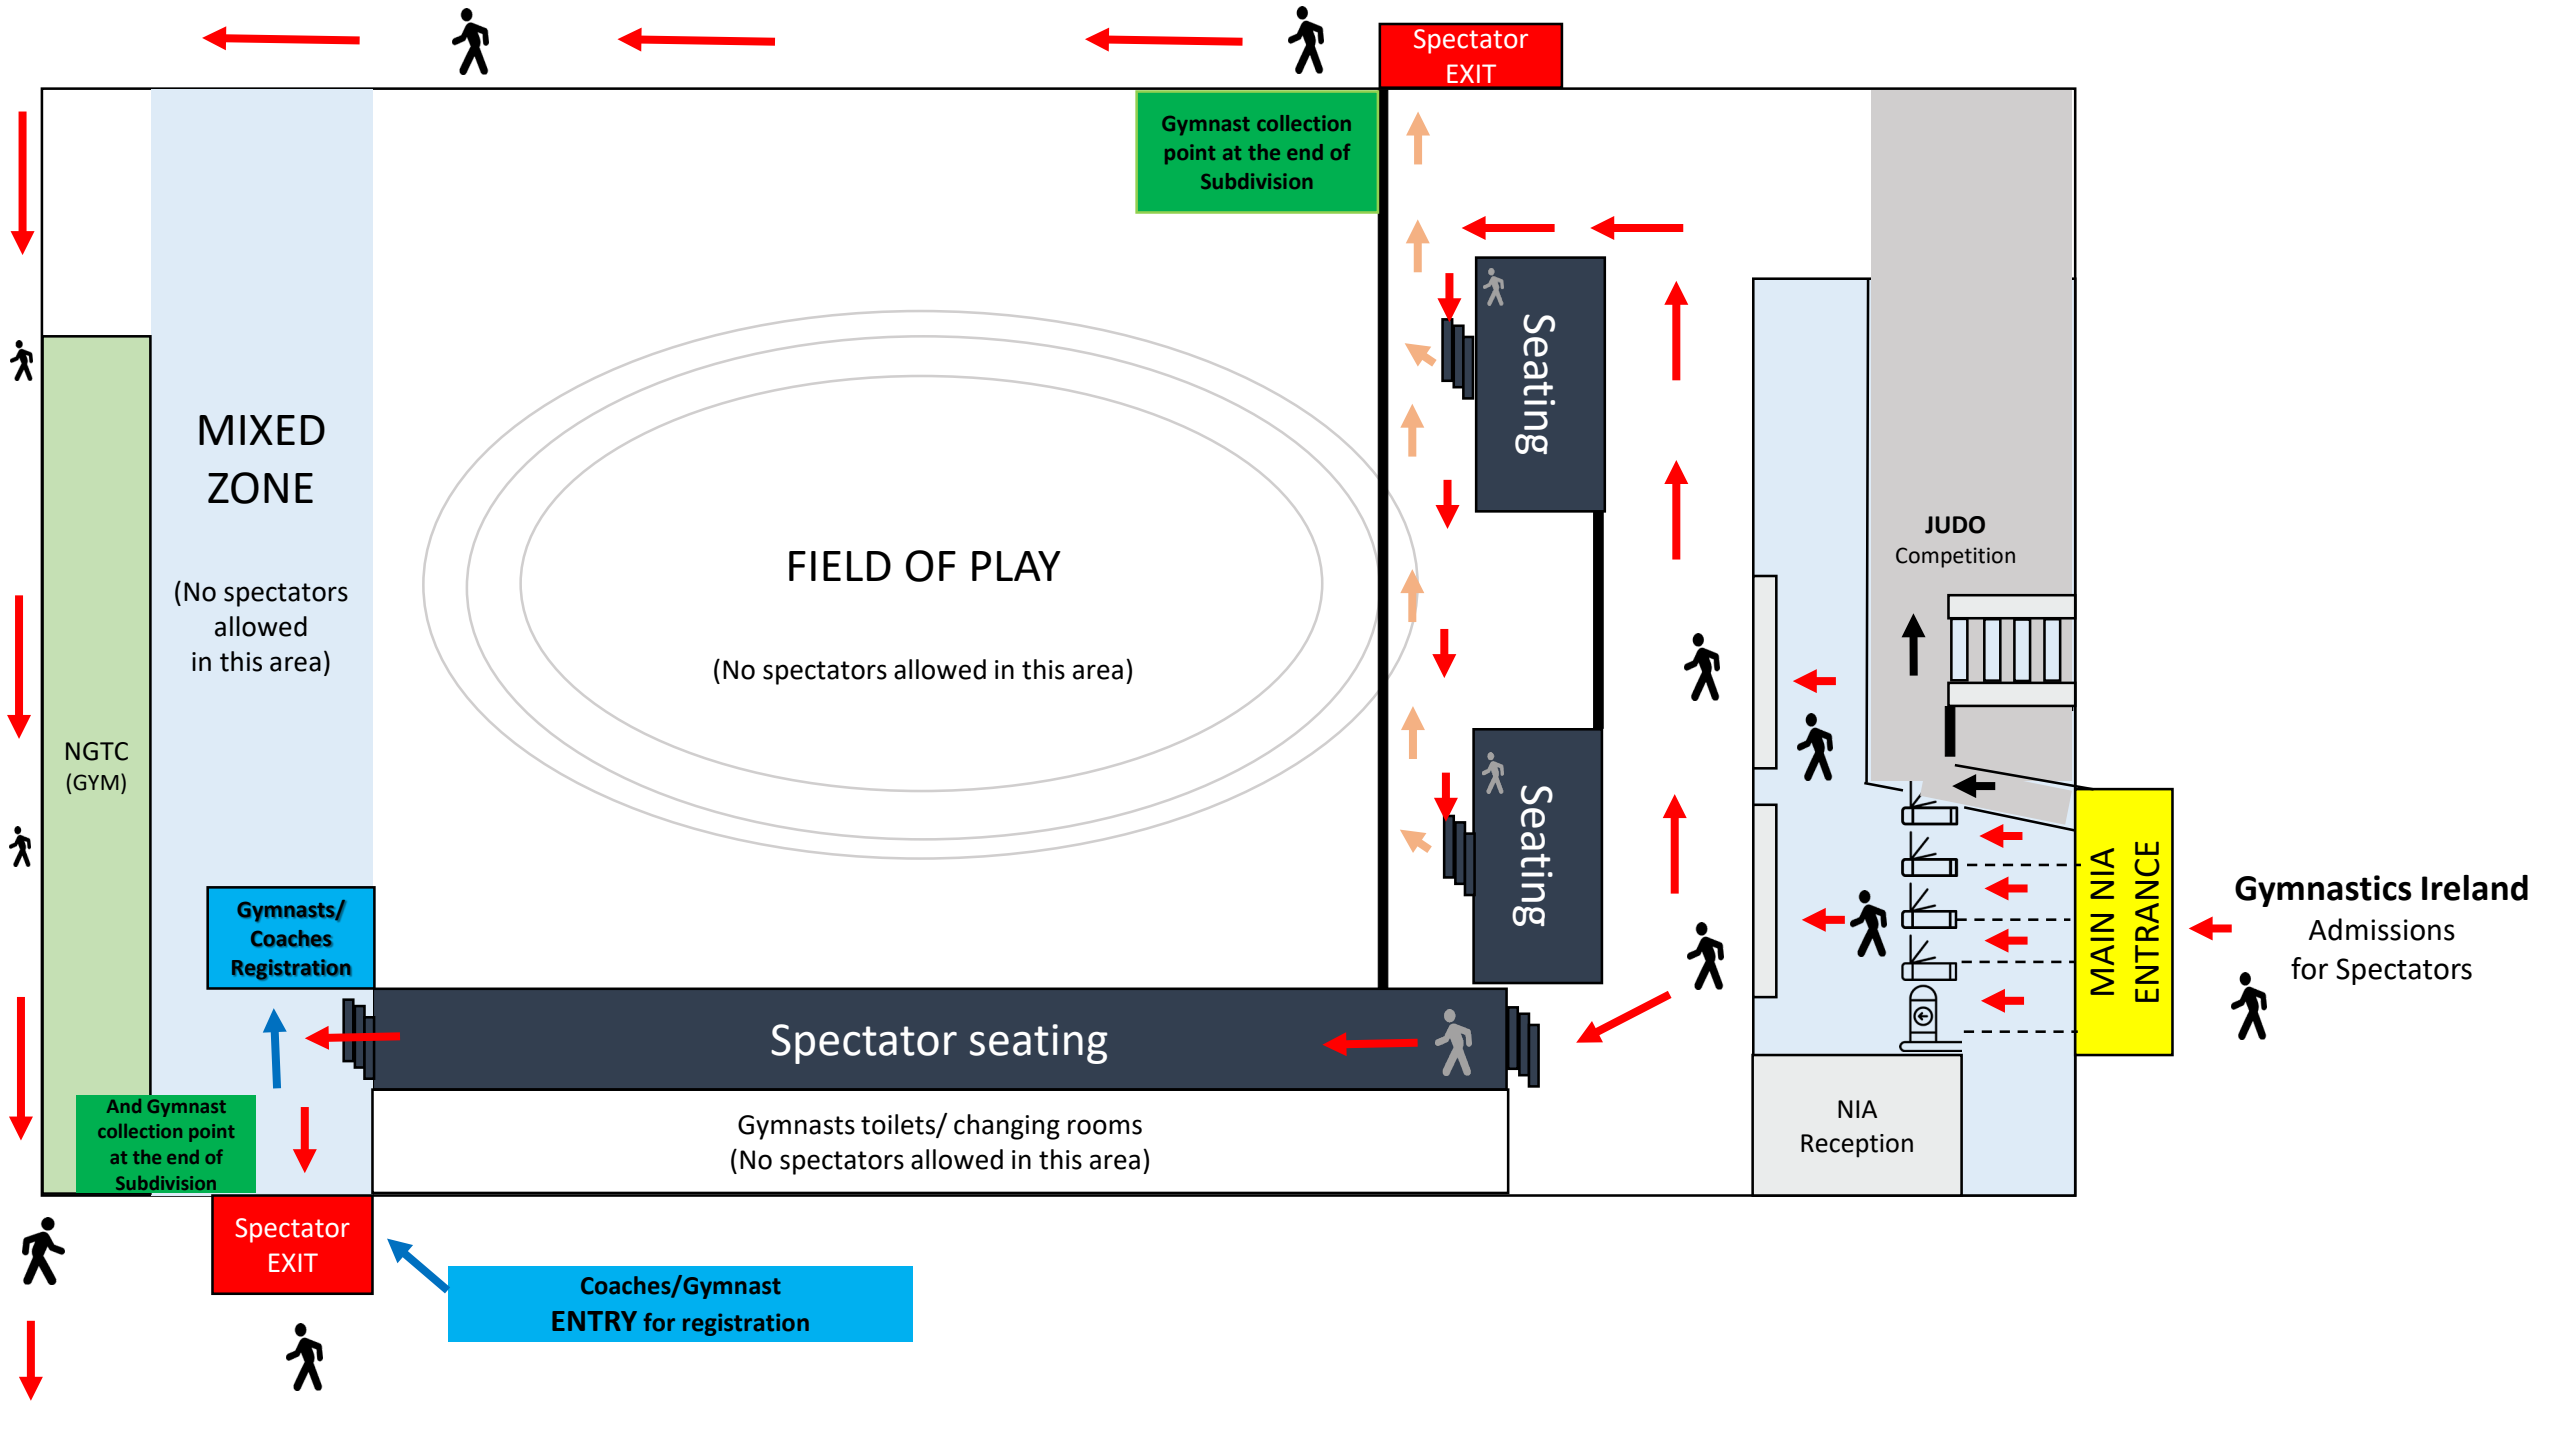 Spectator
EXIT
Gymnast collection
point at the end of
Subdivision
Seating
MIXED
ZONE
(No spectators
allowed
in this area)
FIELD OF PLAY
(No spectators allowed in this area)
JUDO
Competition
NGTC
(GYM)
Seating
MAIN NIA
ENTRANCE
Gymnastics Ireland
Admissions
for Spectators
Gymnasts/
Coaches
Registration
Spectator seating
And Gymnast
collection point
at the end of
Subdivision
Gymnasts toilets/ changing rooms
(No spectators allowed in this area)
NIA
Reception
Spectator
EXIT
Coaches/Gymnast
ENTRY for registration